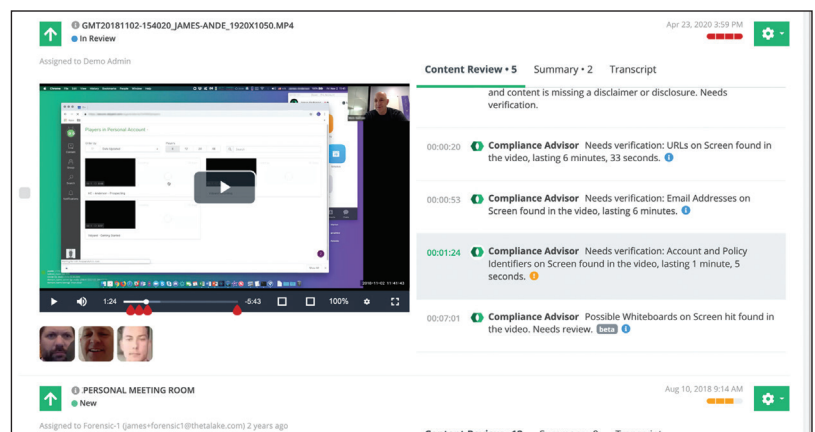 GMT20181102-154020_JAMES-ANDE_1920X1050.MP4
In Review
Apr 23, 2020 3:59 PM
Assigned to Demo Admin
Content Review • 5 Summary • 2 Transcript
and content is missing a disclaimer or disclosure. Needs
verification.
Players in Personal Account
00:00:20 Compliance Advisor Needs verification: URLs on Screen found in
the video, lasting 6 minutes, 33 seconds.
00:00:53 Compliance Advisor Needs verification: Email Addresses on
Screen found in the video, lasting 6 minutes.
00:01:24 Compliance Advisor Needs verification: Account and Policy
Identifiers on Screen found in the video, lasting 1 minute, 5
seconds.
2018-11-02 11:41:42
1:24 -5:43 100%
00:07:01 Compliance Advisor Possible Whiteboards on Screen hit found in
the video. Needs review. beta
.PERSONAL MEETING ROOM
New
Aug 10, 2018 9:14 AM
Assigned to Forensic-1 (james+forensic1@thetalake.com) 2 years ago